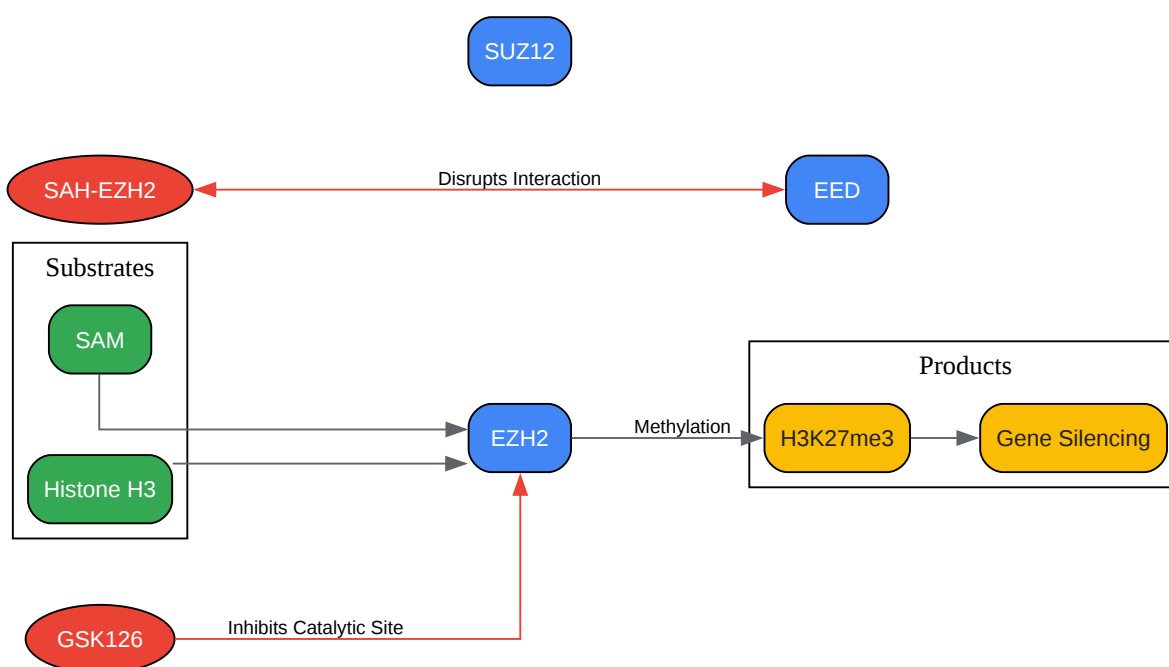 SUZ12
SAH-EZH2
Disrupts Interaction
EED
Substrates
SAM
Histone H3
EZH2
Methylation
Products
H3K27me3
Gene Silencing
GSK126
Inhibits Catalytic Site